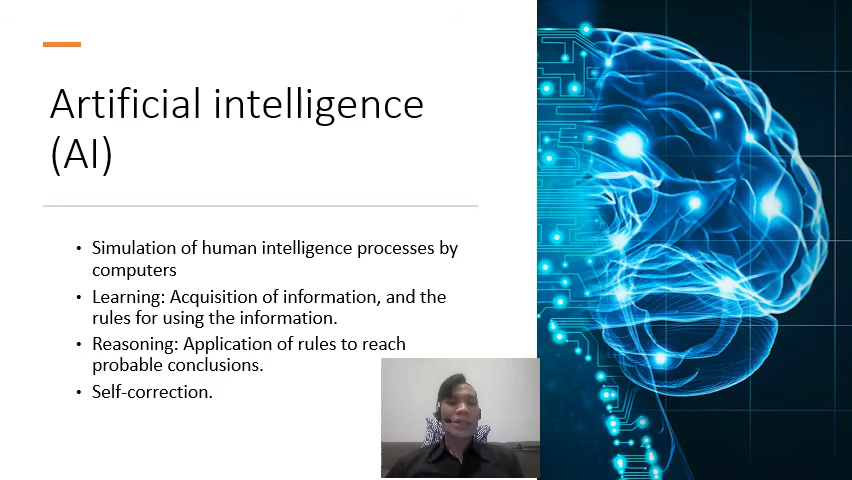 Artificial intelligence
(AI)
• Simulation of human intelligence processes by
computers
• Learning: Acquisition of information, and the
rules for using the information.
• Reasoning: Application of rules to reach
probable conclusions.
• Self-correction.